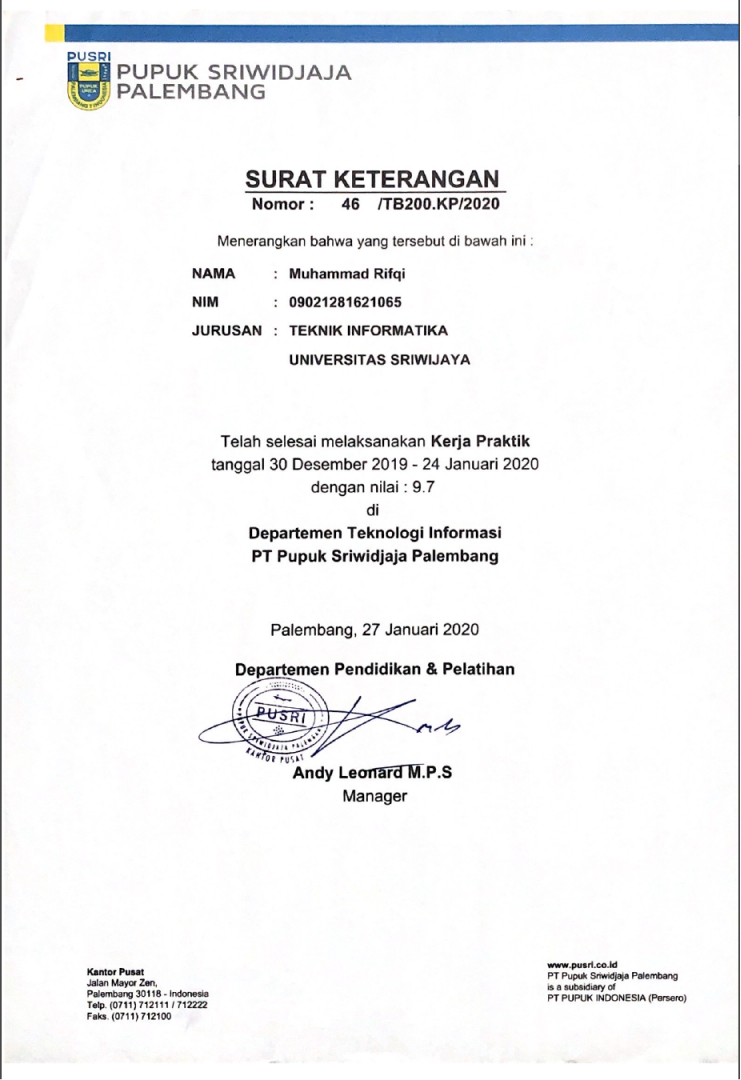 PUSRI
PUPUK SRIWIDJAJA
PALEMBANG
SURAT KETERANGAN
Nomor : 46 /TB200.KP/2020
Menerangkan bahwa yang tersebut di bawah ini :
NAMA : Muhammad Rifqi
NIM : 09021281621065
JURUSAN : TEKNIK INFORMATIKA
UNIVERSITAS SRIWIJAYA
Telah selesai melaksanakan Kerja Praktik
tanggal 30 Desember 2019 - 24 Januari 2020
dengan nilai : 9.7
di
Departemen Teknologi Informasi
PT Pupuk Sriwidjaja Palembang
Palembang, 27 Januari 2020
Departemen Pendidikan & Pelatihan
PUSRI
PUPUK SRIWIDJAJA PALEMBANG
KANTOR PUSAT
Andy Leonard M.P.S
Manager
Kantor Pusat
Jalan Mayor Zen,
Palembang 30118 - Indonesia
Telp. (0711) 712111 / 712222
Faks. (0711) 712100
www.pusri.co.id
PT Pupuk Sriwidjaja Palembang
is a subsidiary of
PT PUPUK INDONESIA (Persero)